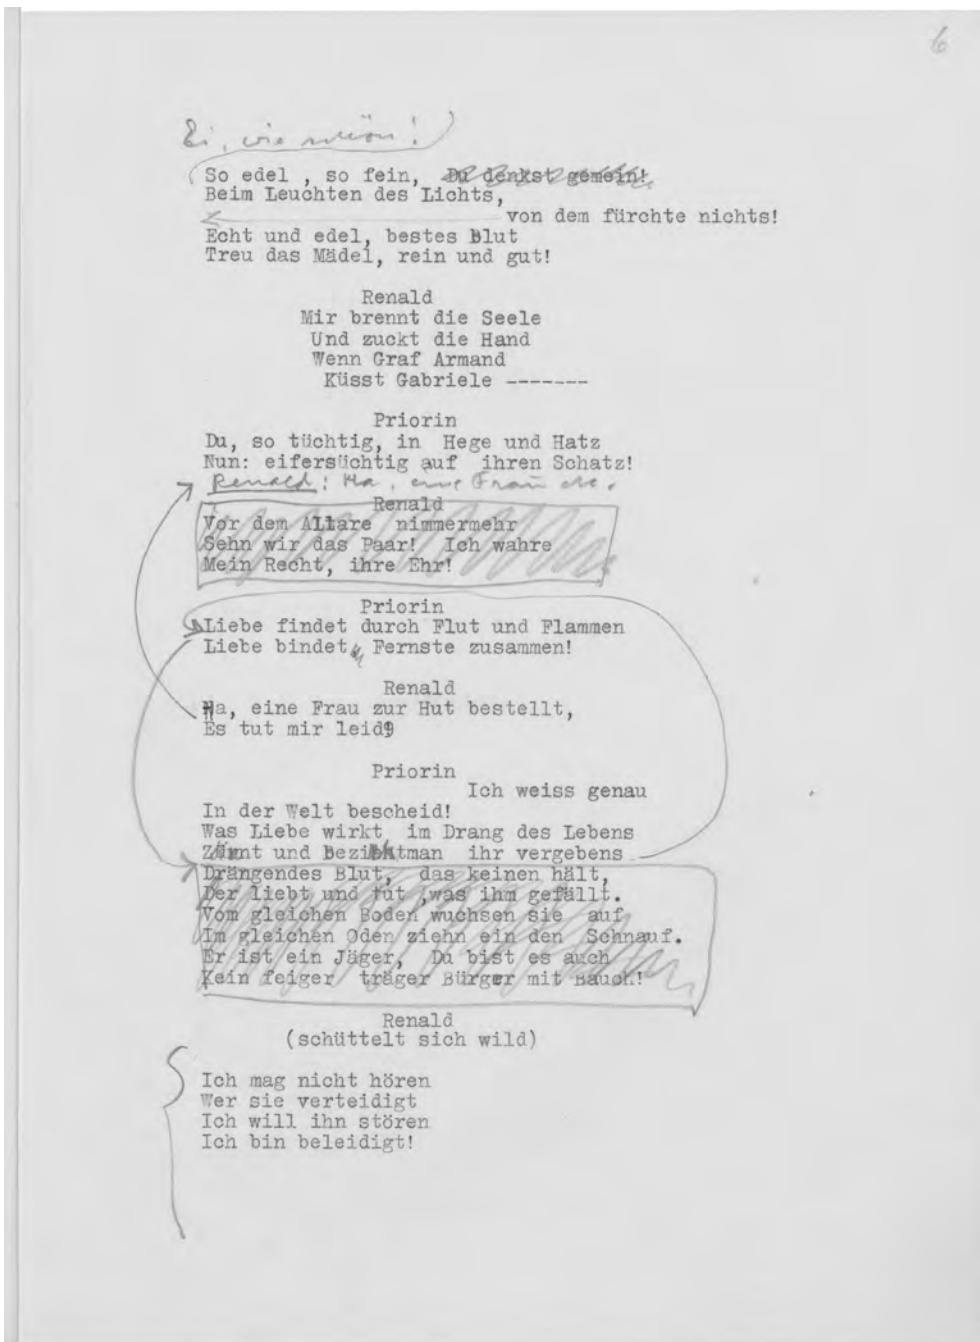 6
Ei, wie schön!
So edel , so fein, Du denkst gemein!
Beim Leuchten des Lichts,
von dem fürchte nichts!
Echt und edel, bestes Blut
Treu das Mädel, rein und gut!
Renald
Mir brennt die Seele
Und zuckt die Hand
Wenn Graf Armand
Küsst Gabriele -------
Priorin
Du, so tüchtig, in Hege und Hatz
Nun: eifersüchtig auf ihren Schatz!
Renald: Ha, eine Frau etc.
Renald
Vor dem Altare nimmermehr
Sehn wir das Paar! Ich wahre
Mein Recht, ihre Ehr!
Priorin
Liebe findet durch Flut und Flammen
Liebe bindet Fernste zusammen!
Renald
Ha, eine Frau zur Hut bestellt,
Es tut mir leid
Priorin
Ich weiss genau
In der Welt bescheid!
Was Liebe wirkt im Drang des Lebens
und man ihr vergebens
Drängendes Blut, das keinen hält,
Der liebt und tut ,was ihm gefällt.
Vom gleichen Boden wuchsen sie auf
Im gleichen Oden ziehn ein den Schnauf.
Er ist ein Jäger, Du bist es auch
Kein feiger träger Bürger mit Bauch!
Renald
(schüttelt sich wild)
Ich mag nicht hören
Wer sie verteidigt
Ich will ihn stören
Ich bin beleidigt!